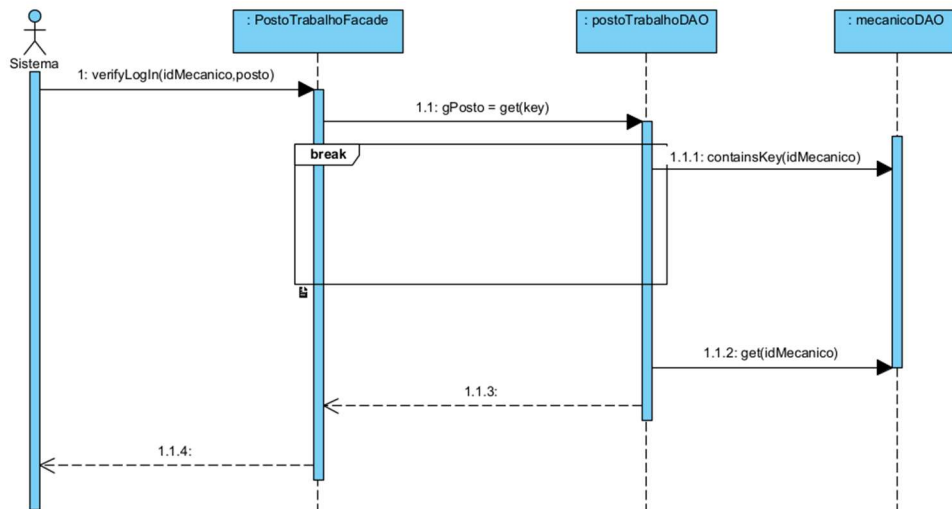 : PostoTrabalhoFacade
: postoTrabalhoDAO
: mecanicoDAO
Sistema
1: verifyLogIn(idMecanico,posto)
1.1: gPosto = get(key)
break
1.1.1: containsKey(idMecanico)
1.1.2: get(idMecanico)
1.1.3:
1.1.4: